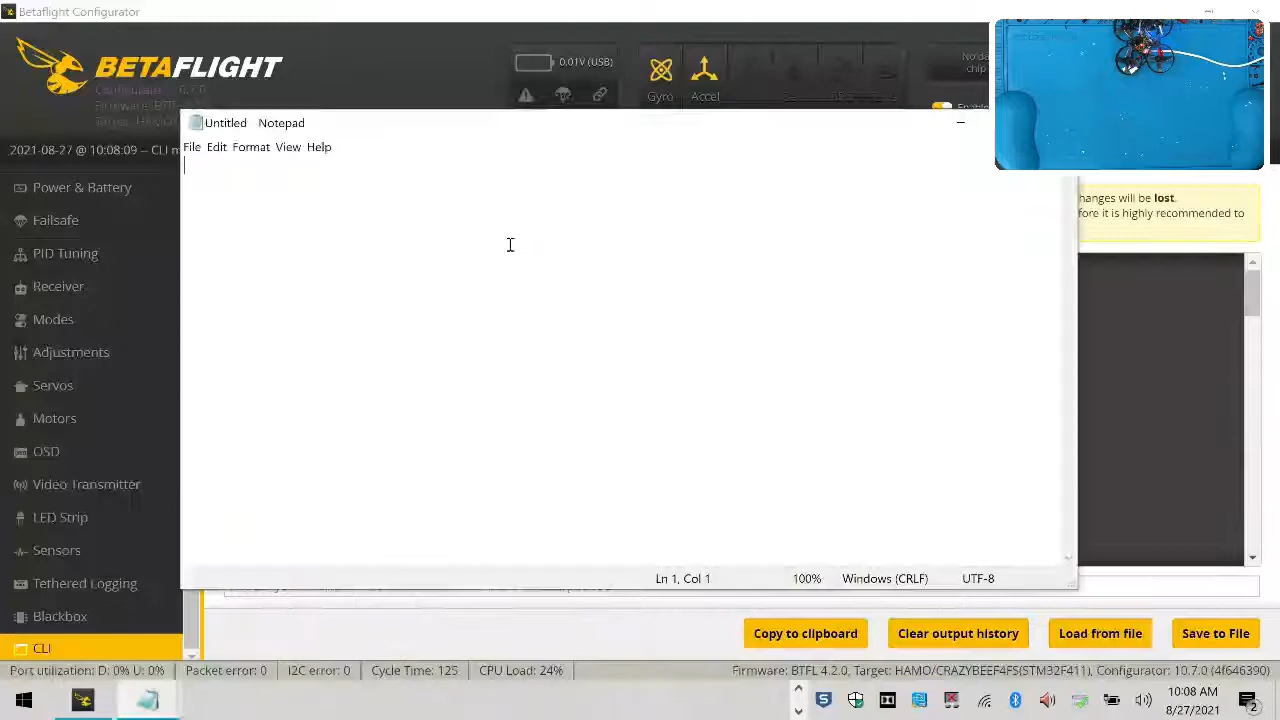 Betaflight Configurator
BETAFLIGHT
0.01V (USB)
Gyro
Accel
2021-08-27 @ 10:08:09 -- CLI
Untitled Notepad
File Edit Format View Help
Power & Battery
Failsafe
PID Tuning
Receiver
Modes
Adjustments
Servos
Motors
OSD
Video Transmitter
LED Strip
Sensors
Tethered Logging
Blackbox
CLI
hanges will be lost.
fore it is highly recommended to
Ln 1, Col 1
100%
Windows (CRLF)
UTF-8
Copy to clipboard
Clear output history
Load from file
Save to File
Port utilization: D: 0% U: 0%
Packet error: 0
I2C error: 0
Cycle Time: 125
CPU Load: 24%
Firmware: BTFL 4.2.0, Target: HAMO/CRAZYBEEF4FS(STM32F411), Configurator: 10.7.0 (4f646390)
10:08 AM
8/27/2021
2